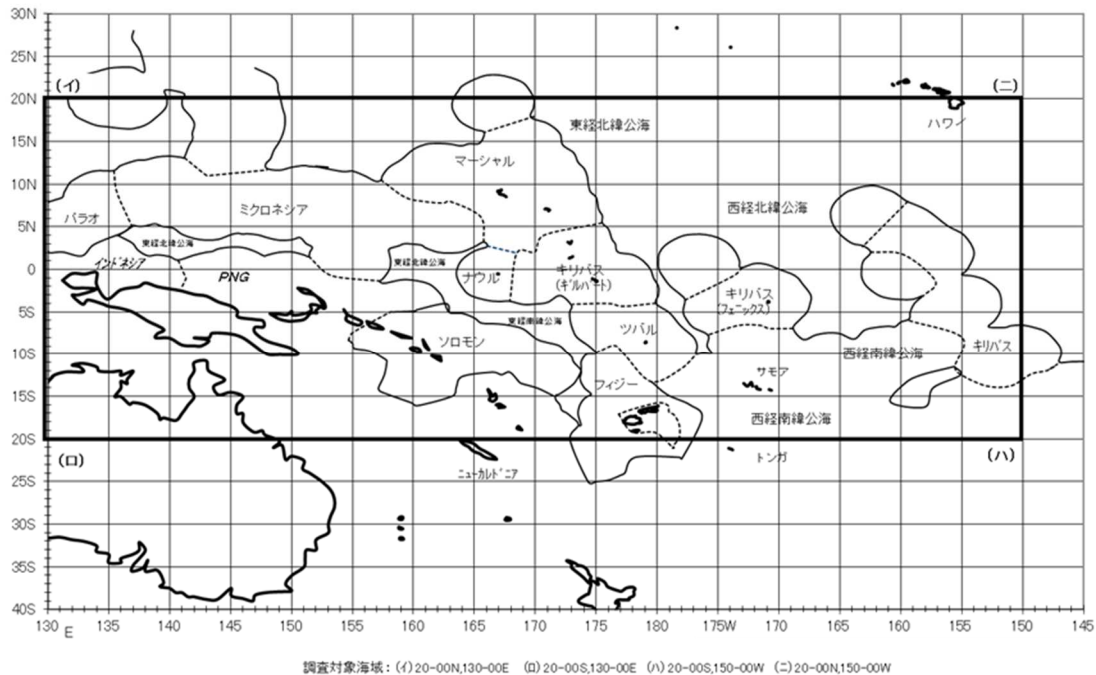 30N
25N
(イ)
(ニ)
20N
ハワイ
東経北緯公海
15N
マーシャル
10N
ミクロネシア
西経北緯公海
パラオ
5N
東経北緯公海
インドネシア
PNG
東経北緯公海
ナウル
キリバス
(ギルバート)
0
キリバス
(フェニックス)
5S
東経南緯公海
ツバル
ソロモン
西経南緯公海
キリバス
10S
フィジー
サモア
15S
西経南緯公海
20S
(ロ)
(ハ)
ニューカレドニア
トンガ
25S
30S
35S
40S
130 135 140 145 150 155 160 165 170 175 180 175W 170 165 160 155 150 145
E
調査対象海域:(イ)20-00N,130-00E (ロ)20-00S,130-00E (ハ)20-00S,150-00W (ニ)20-00N,150-00W